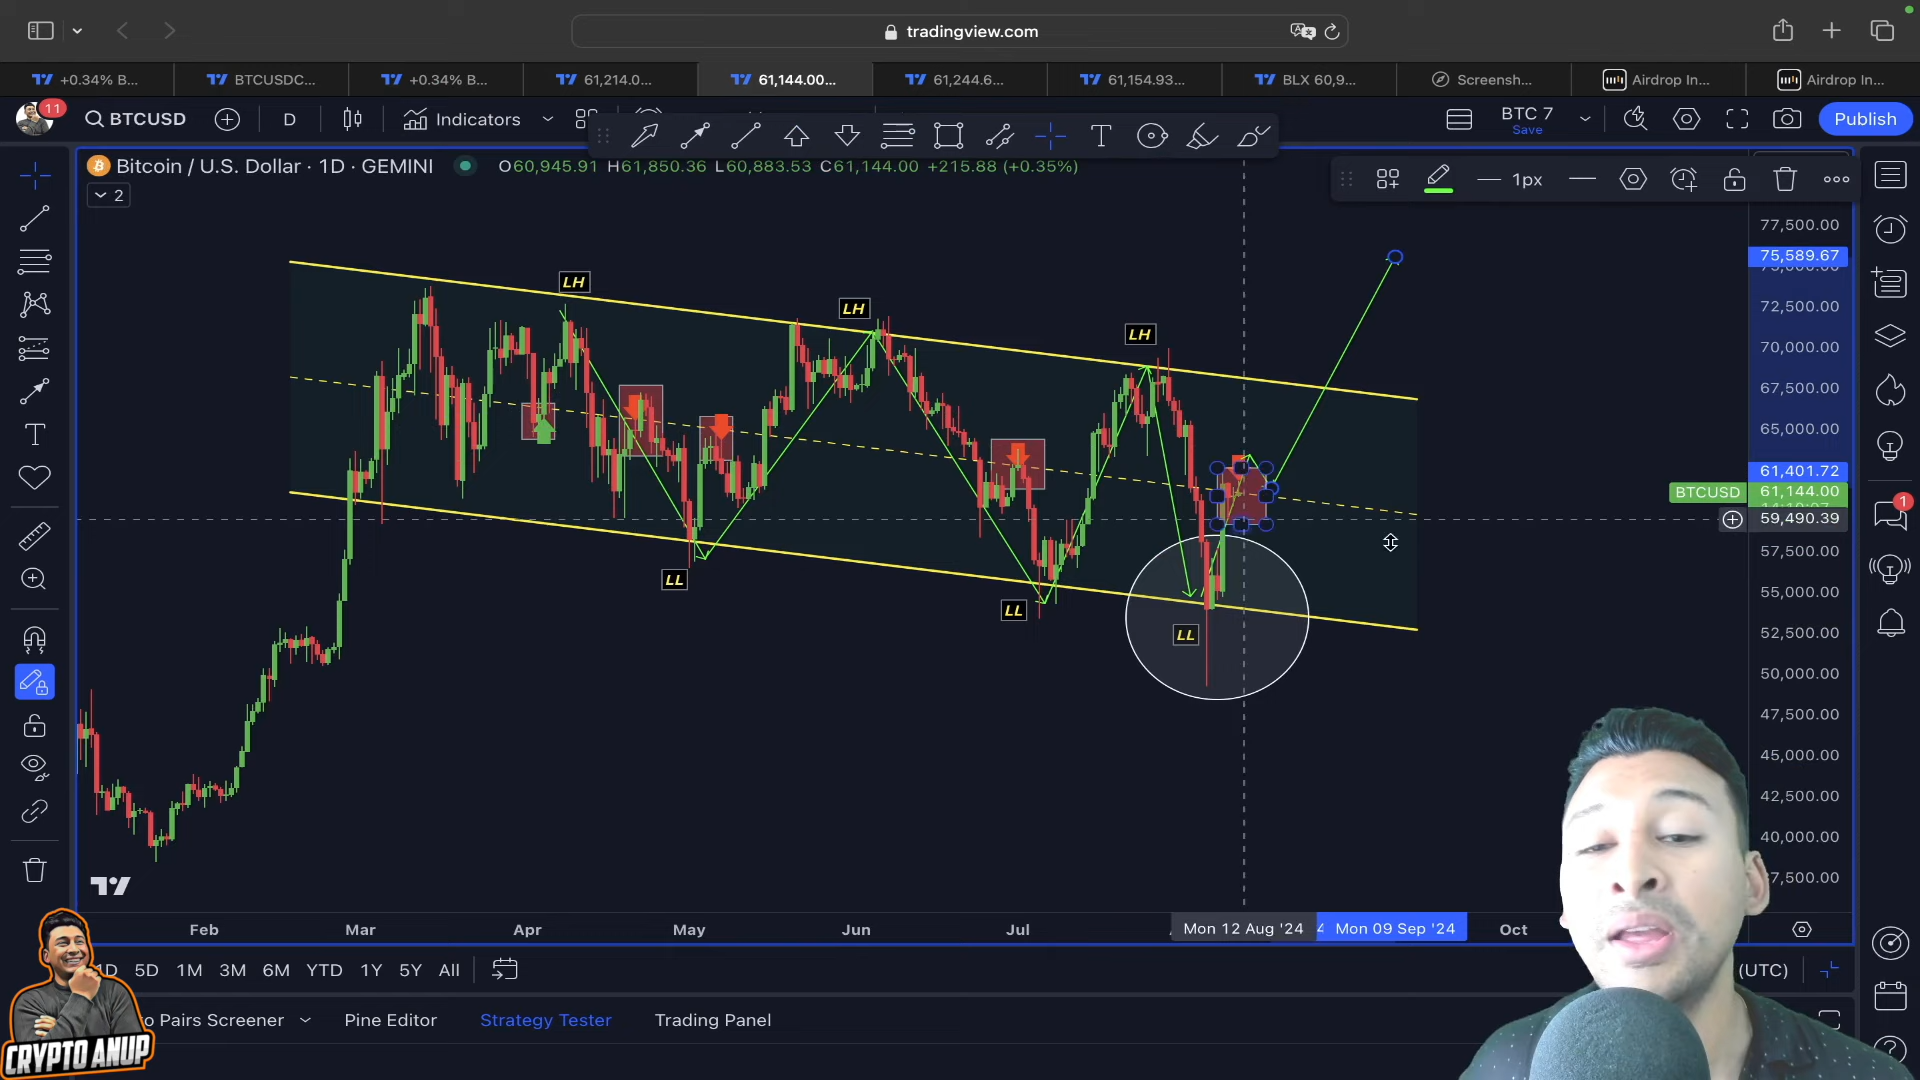 tradingview.com
+0.34% B...
BTCUSDC...
+0.34% B...
61,214.0...
61,144.00...
61,244.6...
61,154.93...
BLX 60,9...
Screensh...
Airdrop In...
Airdrop In...
11
BTCUSD
D
Indicators
BTC 7
Save
Publish
Bitcoin / U.S. Dollar · 1D · GEMINI
O60,945.91 H61,850.36 L60,883.53 C61,144.00 +215.88 (+0.35%)
2
1px
77,500.00
75,589.67
72,500.00
70,000.00
67,500.00
65,000.00
61,401.72
BTCUSD
61,144.00
59,490.39
57,500.00
55,000.00
52,500.00
50,000.00
47,500.00
45,000.00
42,500.00
40,000.00
7,500.00
LH
LH
LH
LL
LL
LL
1
Feb
Mar
Apr
May
Jun
Jul
Mon 12 Aug '24
Mon 09 Sep '24
Oct
1D
5D
1M
3M
6M
YTD
1Y
5Y
All
(UTC)
o Pairs Screener
Pine Editor
Strategy Tester
Trading Panel
CRYPTO ANUP